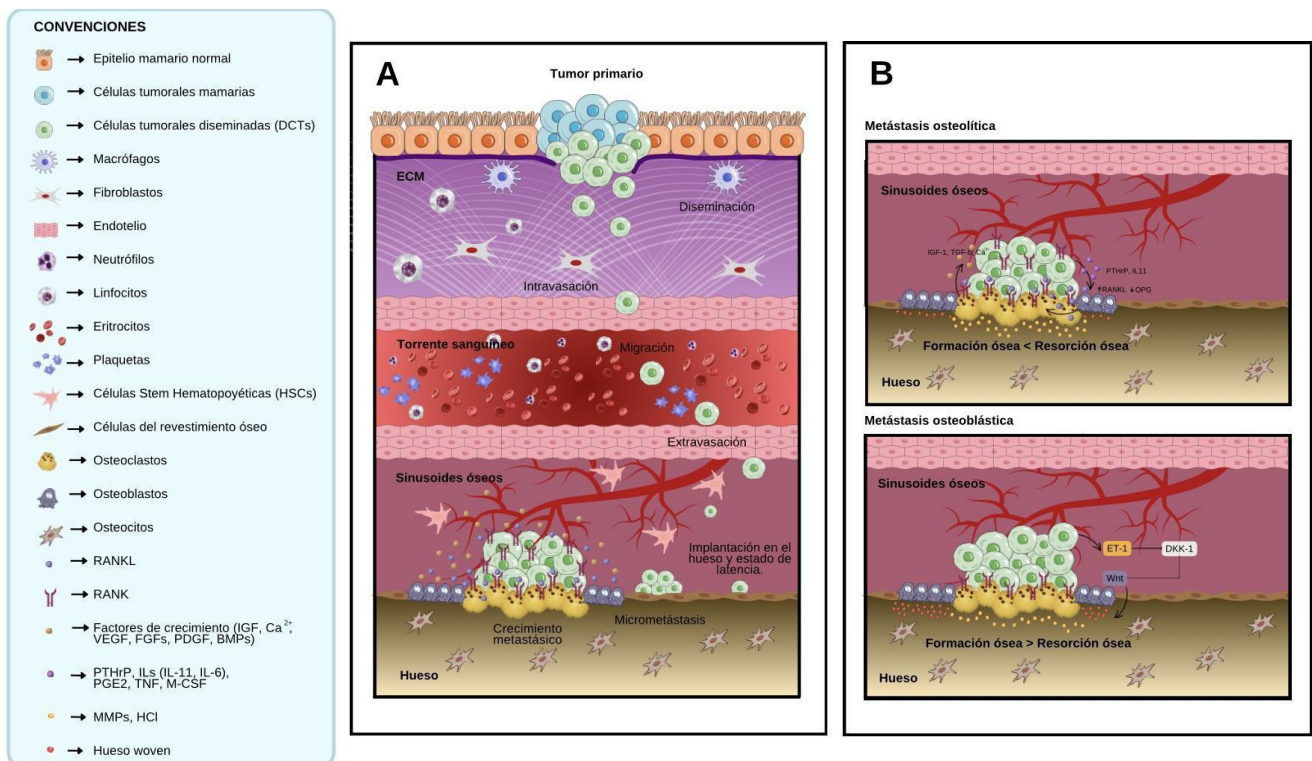 CONVENCIONES
Epitelio mamario normal
Células tumorales mamarias
Células tumorales diseminadas (DCTs)
Macrófagos
Fibroblastos
Endotelio
Neutrófilos
Linfocitos
Eritrocitos
Plaquetas
Células Stem Hematopoyéticas (HSCs)
Células del revestimiento óseo
Osteoclastos
Osteoblastos
Osteocitos
RANKL
RANK
Factores de crecimiento (IGF, Ca2+,
VEGF, FGFs, PDGF, BMPs)
PTHrP, ILs (IL-11, IL-6),
PGE2, TNF, M-CSF
MMPs, HCl
Hueso woven
A
Tumor primario
ECM
Diseminación
Intravasación
Torrente sanguíneo
Migración
Extravasación
Sinusoides óseos
Implantación en el
hueso y estado de
latencia.
Micrometástasis
Crecimiento
metastásico
Hueso
B
Metástasis osteolítica
Sinusoides óseos
IGF-1, TGF-b, Ca
PTHrP, IL11
RANKL OPG
Formación ósea < Resorción ósea
Hueso
Metástasis osteoblástica
Sinusoides óseos
ET-1
DKK-1
Wnt
Formación ósea > Resorción ósea
Hueso